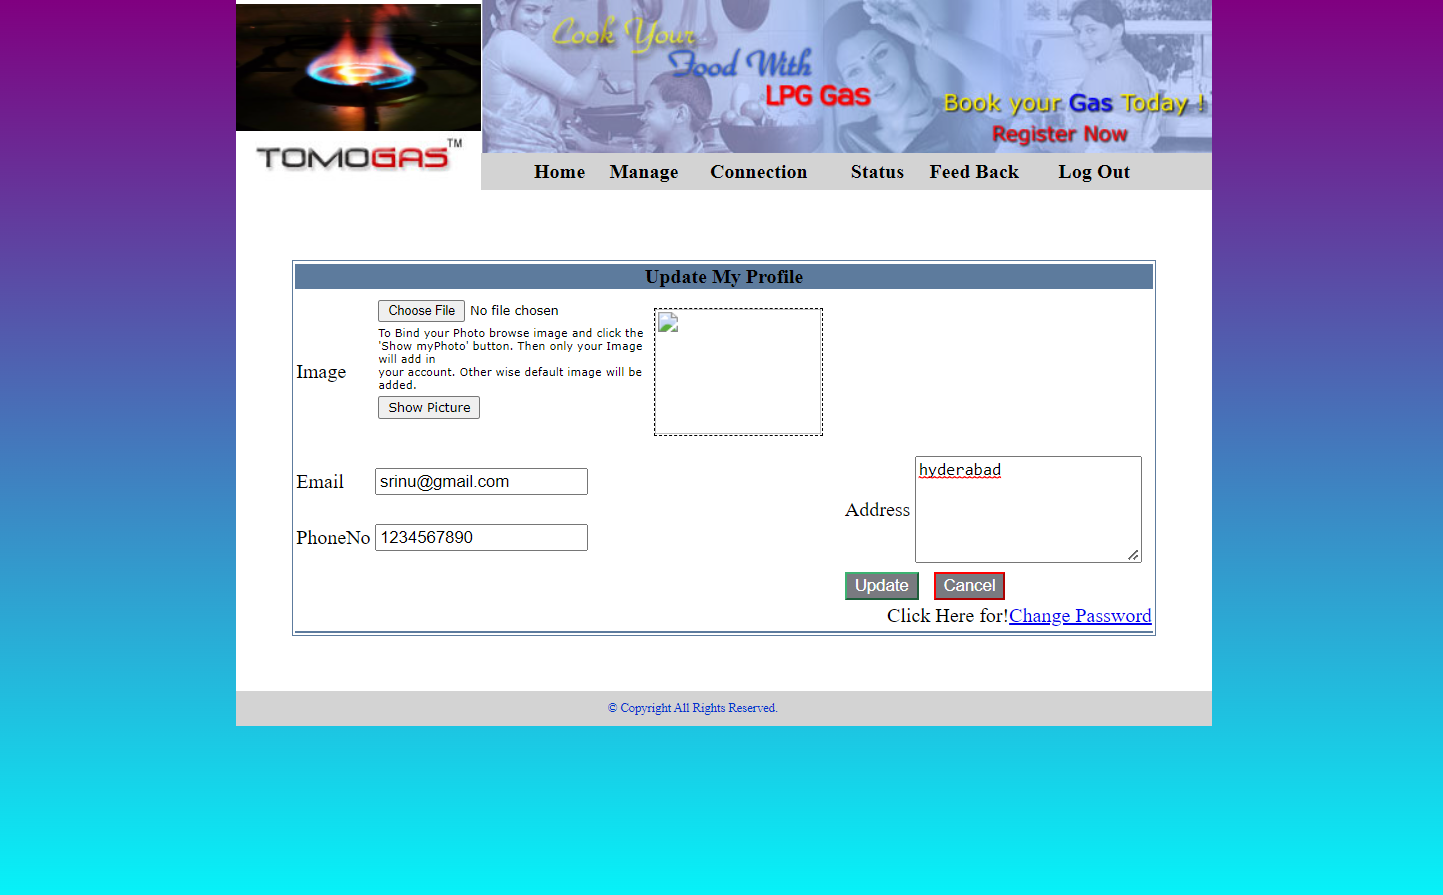 Cook Your
Food With
LPG Gas
Book your Gas Today !
Register Now
TOMOGAS™
Home Manage Connection Status Feed Back Log Out
Update My Profile
Choose File No file chosen
To Bind your Photo browse image and click the
'Show myPhoto' button. Then only your Image
will add in
your account. Other wise default image will be
added.
Image
Show Picture
Email srinu@gmail.com
PhoneNo 1234567890
Address hyderabad
Update Cancel
Click Here for!Change Password
© Copyright All Rights Reserved.